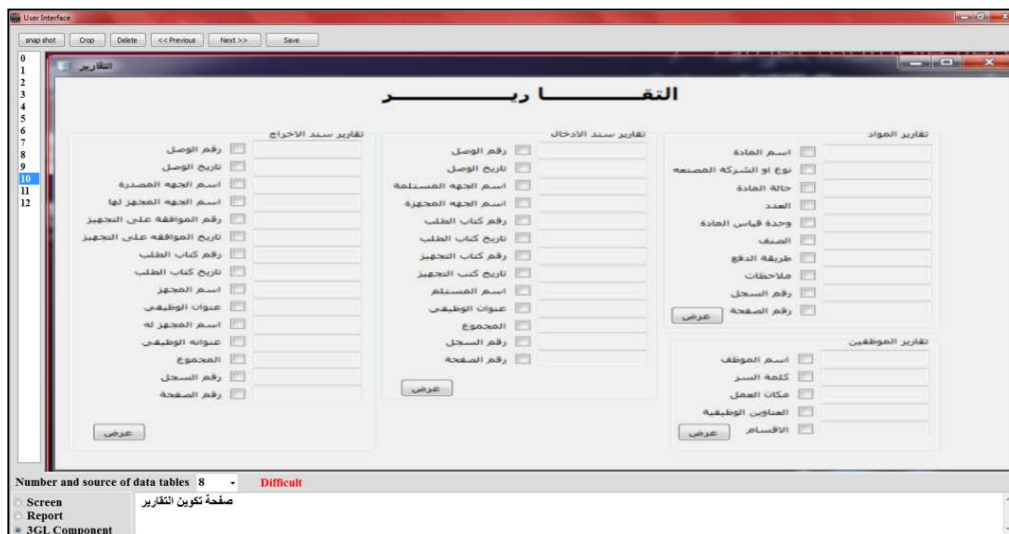 User Interface
snap shot
Crop
Delete
<< Previous
Next >>
Save
0
1
2
3
4
5
6
7
8
9
10
11
12
التقارير
التقـــــــــا ريـــــــــــر
تقارير المواد
اسم المادة
نوع او الشركة المصنعه
حالة المادة
العدد
وحدة قياس المادة
الصنف
طريقة الدفع
ملاحظات
رقم السجل
رقم الصفحة
عرض
تقارير الموظفين
اسم الموظف
كلمة السر
مكان العمل
العناوين الوظيفية
الاقسام
عرض
تقارير سند الادخال
رقم الوصل
تاريخ الوصل
اسم الجهه المستلمة
اسم الجهه المجهزة
رقم كتاب الطلب
تاريخ كتاب الطلب
رقم كتاب التجهيز
تاريخ كتب التجهيز
اسم المستلم
عنوان الوظيفي
المجموع
رقم السجل
رقم الصفحة
عرض
تقارير سند الاخراج
رقم الوصل
تاريخ الوصل
اسم الجهه المصدرة
اسم الجهه المجهز لها
رقم الموافقه على التجهيز
تاريخ الموافقه على التجهيز
رقم كتاب الطلب
تاريخ كتاب الطلب
اسم المجهز
عنوان الوظيفي
اسم المجهز له
عنوانه الوظيفي
المجموع
رقم السجل
رقم الصفحة
عرض
Number and source of data tables 8 Difficult
Screen
Report
3GL Component
صفحة تكوين التقارير